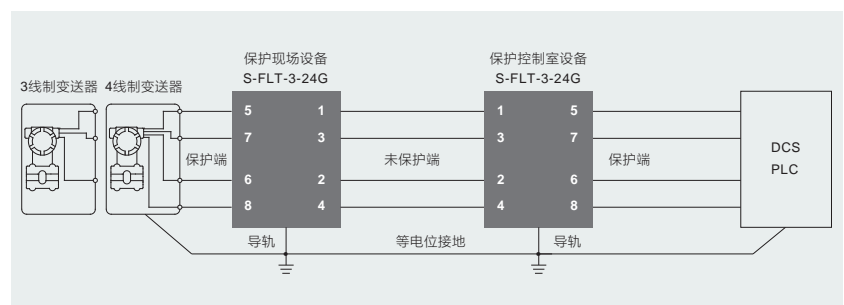 保护现场设备
S-FLT-3-24G
保护控制室设备
S-FLT-3-24G
3线制变送器 4线制变送器
5 1
7 3
6 2
8 4
保护端
未保护端
1 5
3 7
2 6
4 8
保护端
DCS
PLC
导轨
等电位接地
导轨